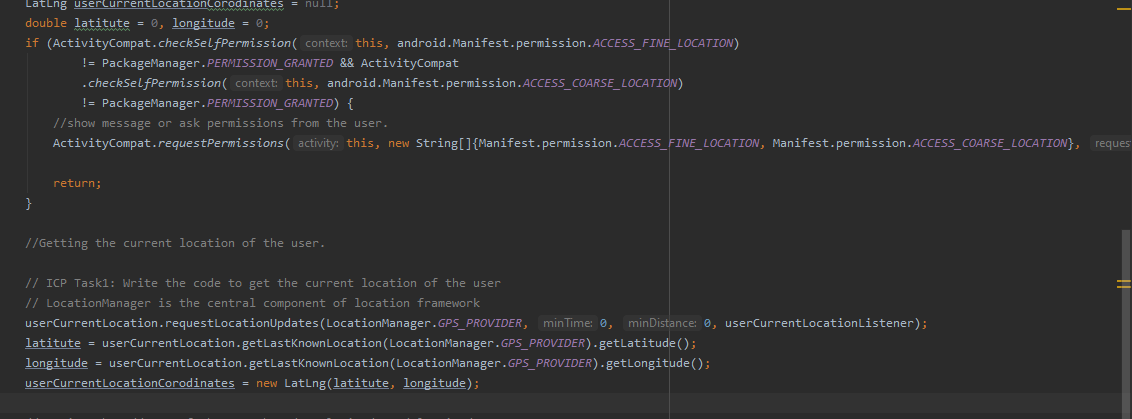 LatLng userCurrentLocationCorodinates = null;
double latitute = 0, longitude = 0;
if (ActivityCompat.checkSelfPermission( context: this, android.Manifest.permission.ACCESS_FINE_LOCATION)
!= PackageManager.PERMISSION_GRANTED && ActivityCompat
.checkSelfPermission( context: this, android.Manifest.permission.ACCESS_COARSE_LOCATION)
!= PackageManager.PERMISSION_GRANTED) {
//show message or ask permissions from the user.
ActivityCompat.requestPermissions( activity: this, new String[]{Manifest.permission.ACCESS_FINE_LOCATION, Manifest.permission.ACCESS_COARSE_LOCATION}, reques
return;
}
//Getting the current location of the user.
// ICP Task1: Write the code to get the current location of the user
// LocationManager is the central component of location framework
userCurrentLocation.requestLocationUpdates(LocationManager.GPS_PROVIDER, minTime: 0, minDistance: 0, userCurrentLocationListener);
latitute = userCurrentLocation.getLastKnownLocation(LocationManager.GPS_PROVIDER).getLatitude();
longitude = userCurrentLocation.getLastKnownLocation(LocationManager.GPS_PROVIDER).getLongitude();
userCurrentLocationCorodinates = new LatLng(latitute, longitude);